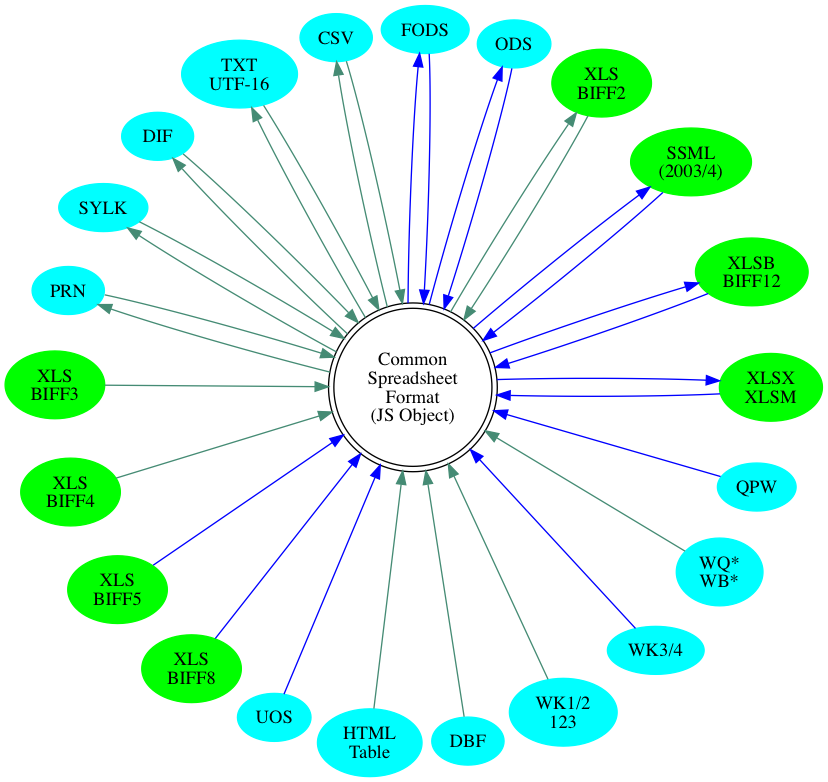 FODS
CSV
ODS
TXT
UTF-16
XLS
BIFF2
DIF
SSML
(2003/4)
SYLK
XLSB
BIFF12
PRN
Common
Spreadsheet
Format
(JS Object)
XLS
BIFF3
XLSX
XLSM
XLS
BIFF4
QPW
XLS
BIFF5
WQ*
WB*
XLS
BIFF8
WK3/4
UOS
HTML
Table
DBF
WK1/2
123